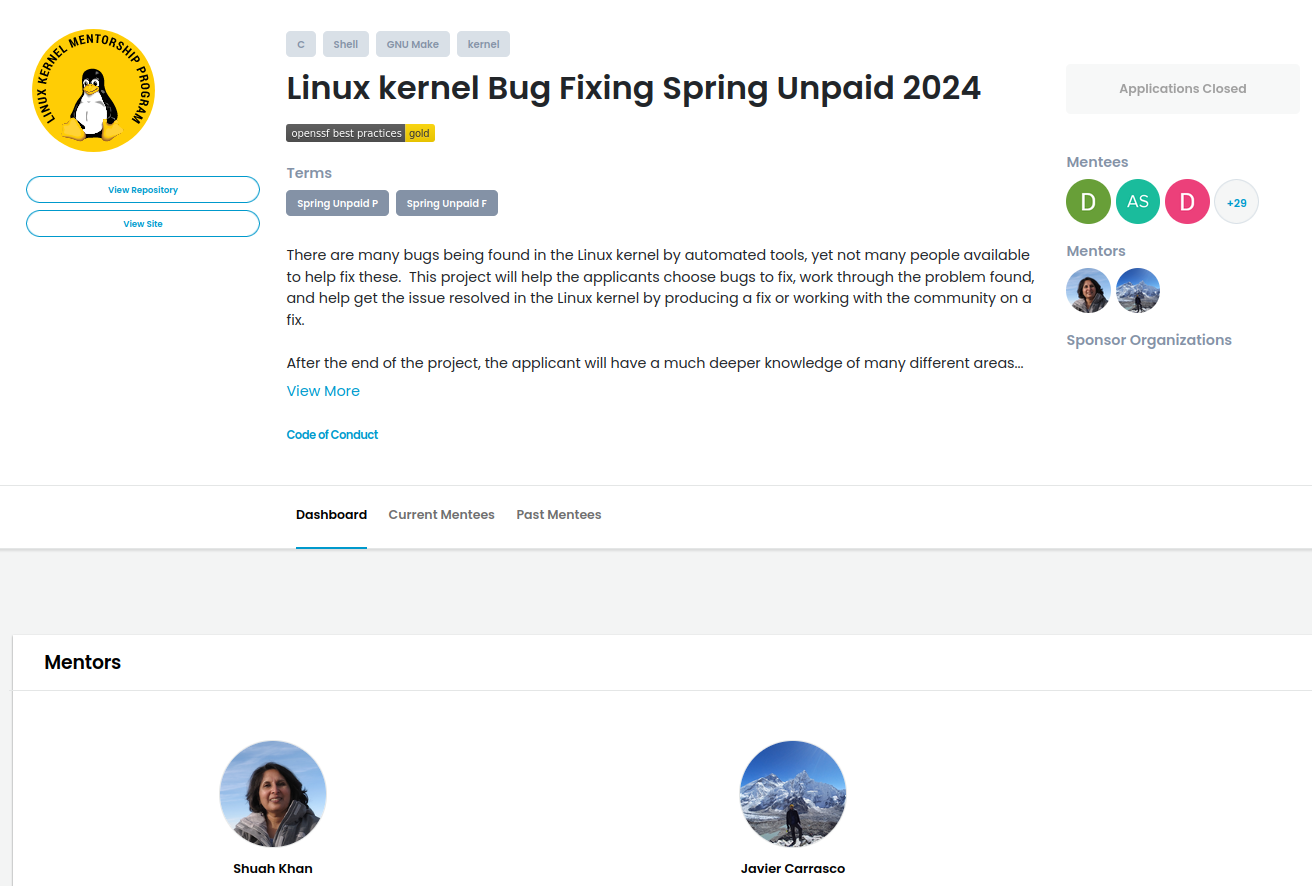 LINUX KERNEL MENTORSHIP PROGRAM
View Repository
View Site
C Shell GNU Make kernel
Linux kernel Bug Fixing Spring Unpaid 2024
openssf best practices gold
Terms
Spring Unpaid P Spring Unpaid F
There are many bugs being found in the Linux kernel by automated tools, yet not many people available
to help fix these.  This project will help the applicants choose bugs to fix, work through the problem found,
and help get the issue resolved in the Linux kernel by producing a fix or working with the community on a
fix.
After the end of the project, the applicant will have a much deeper knowledge of many different areas...
View More
Code of Conduct
Applications Closed
Mentees
D AS D +29
Mentors
Sponsor Organizations
Dashboard Current Mentees Past Mentees
Mentors
Shuah Khan Javier Carrasco